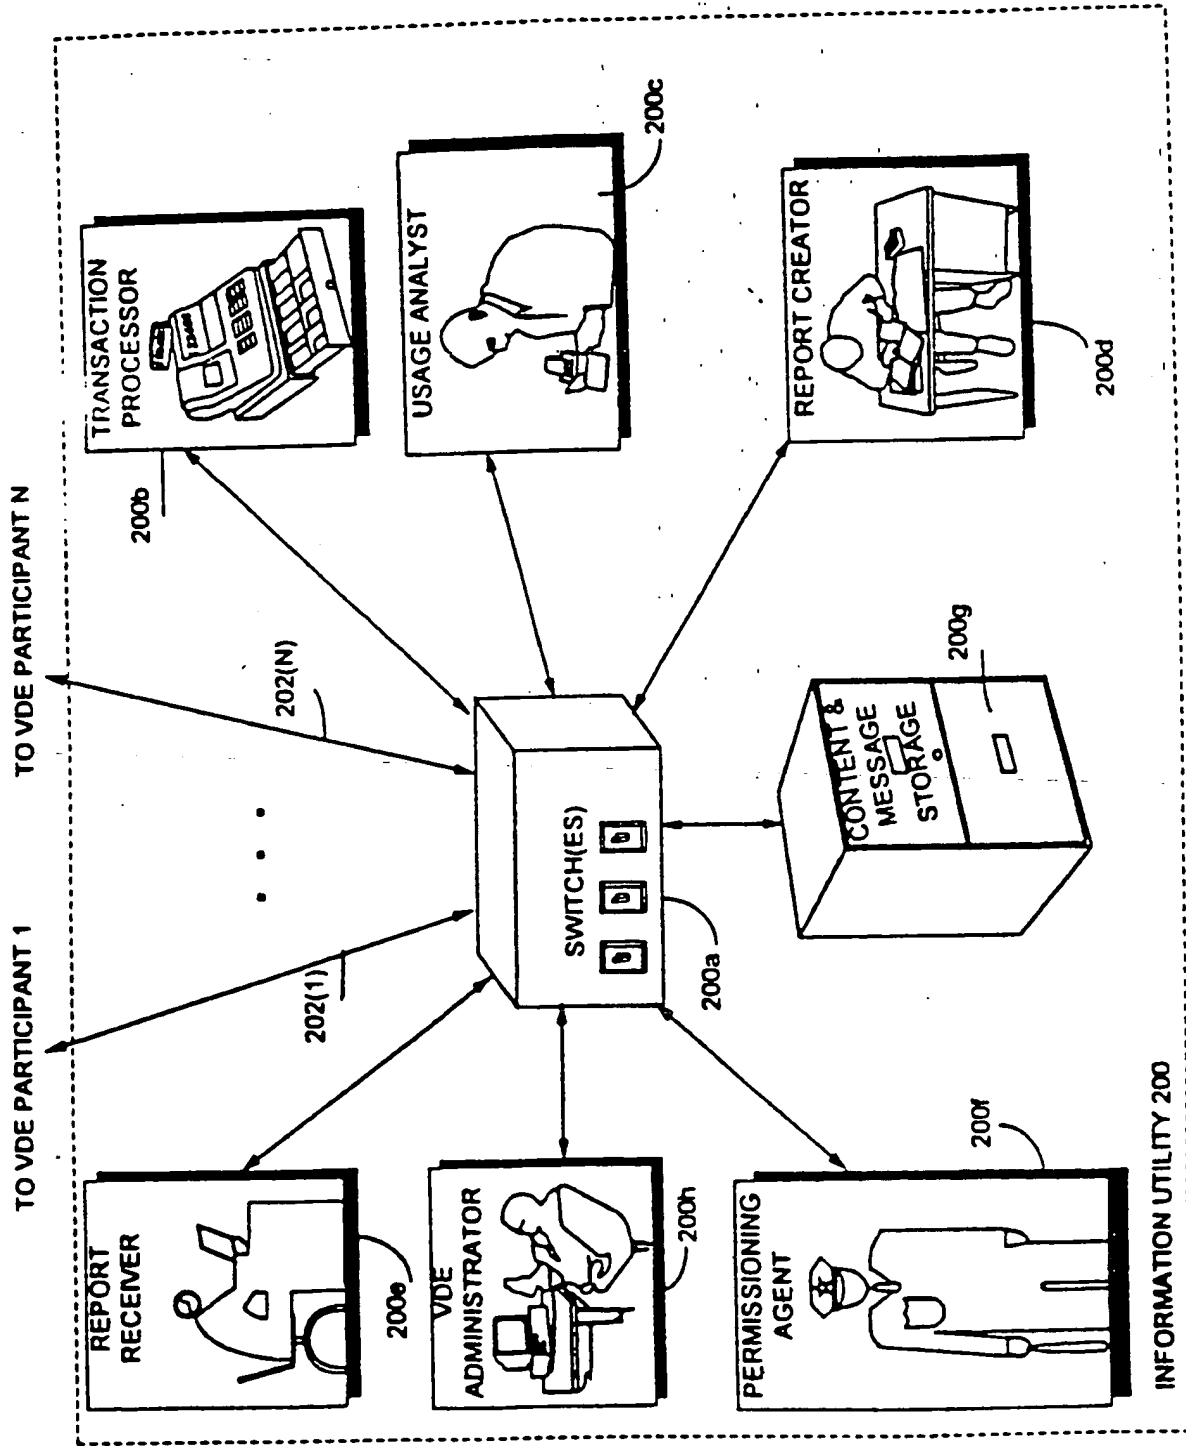 TO VDE PARTICIPANT 1
TO VDE PARTICIPANT N
202(1)
202(N)
REPORT
RECEIVER
200e
TRANSACTION
PROCESSOR
200b
VDE
ADMINISTRATOR
200h
SWITCH(ES)
200a
USAGE ANALYST
200c
PERMISSIONING
AGENT
200f
CONTENT &
MESSAGE
STORAGE
200g
REPORT CREATOR
200d
INFORMATION UTILITY 200